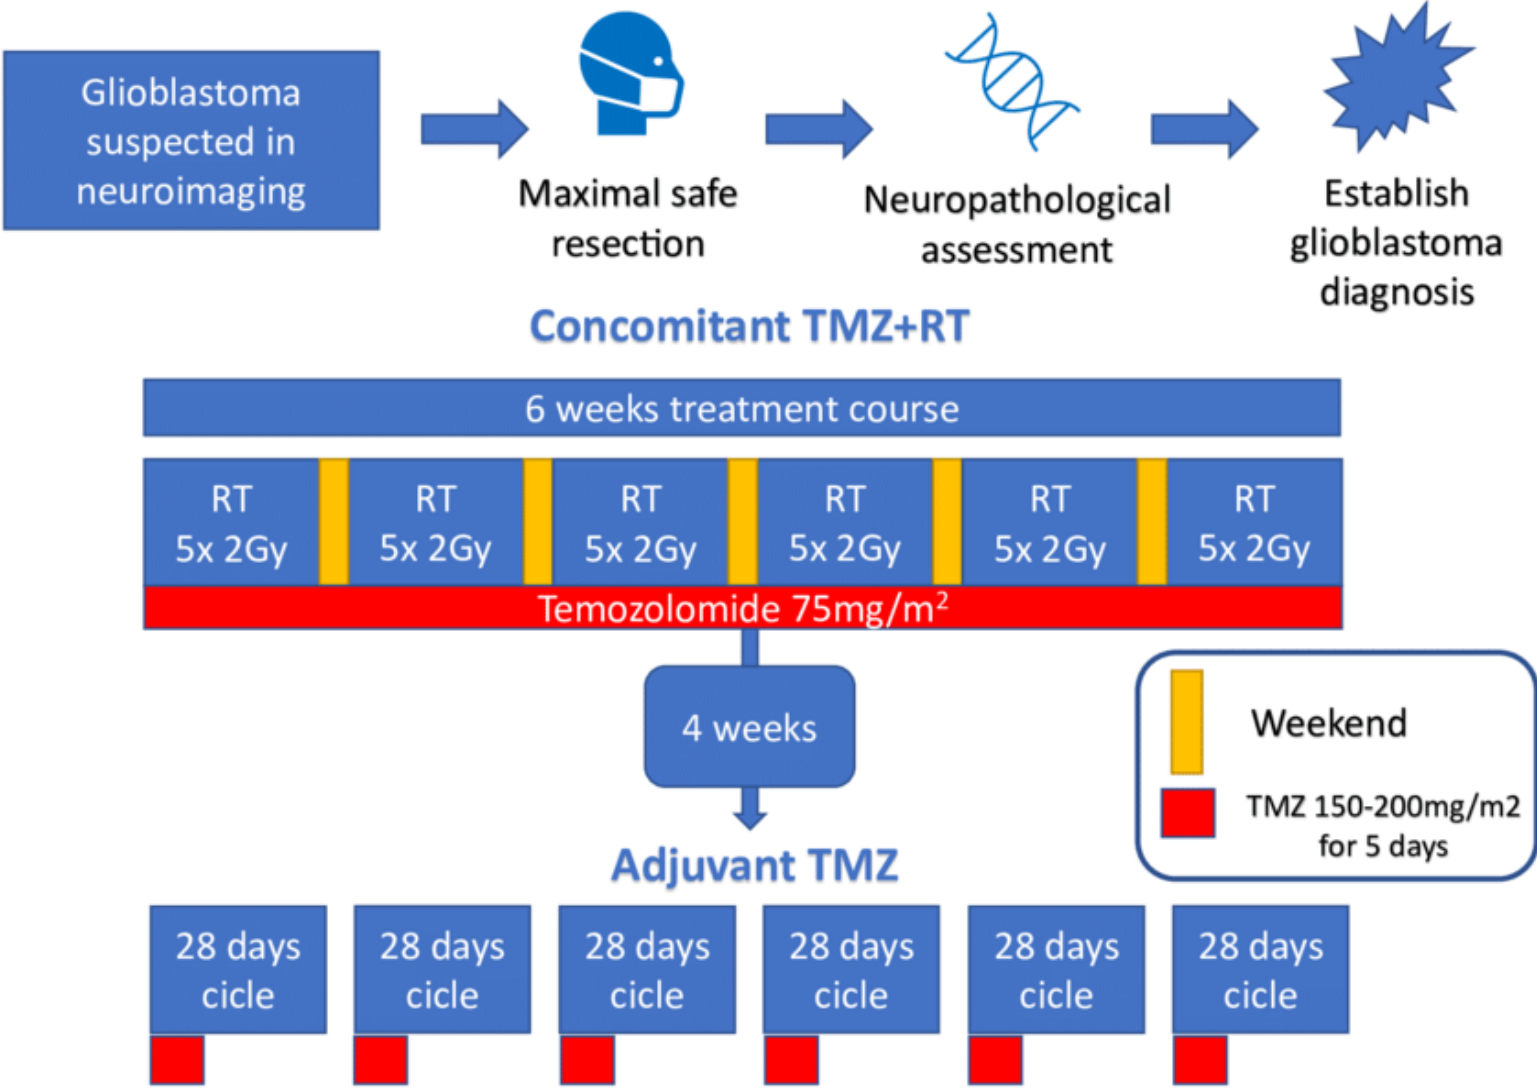 Glioblastoma
suspected in
neuroimaging
Maximal safe
resection
Neuropathological
assessment
Establish
glioblastoma
diagnosis
Concomitant TMZ+RT
6 weeks treatment course
RT
5x 2Gy
RT
5x 2Gy
RT
5x 2Gy
RT
5x 2Gy
RT
5x 2Gy
RT
5x 2Gy
Temozolomide 75mg/m²
4 weeks
Weekend
TMZ 150-200mg/m2
for 5 days
Adjuvant TMZ
28 days
cicle
28 days
cicle
28 days
cicle
28 days
cicle
28 days
cicle
28 days
cicle